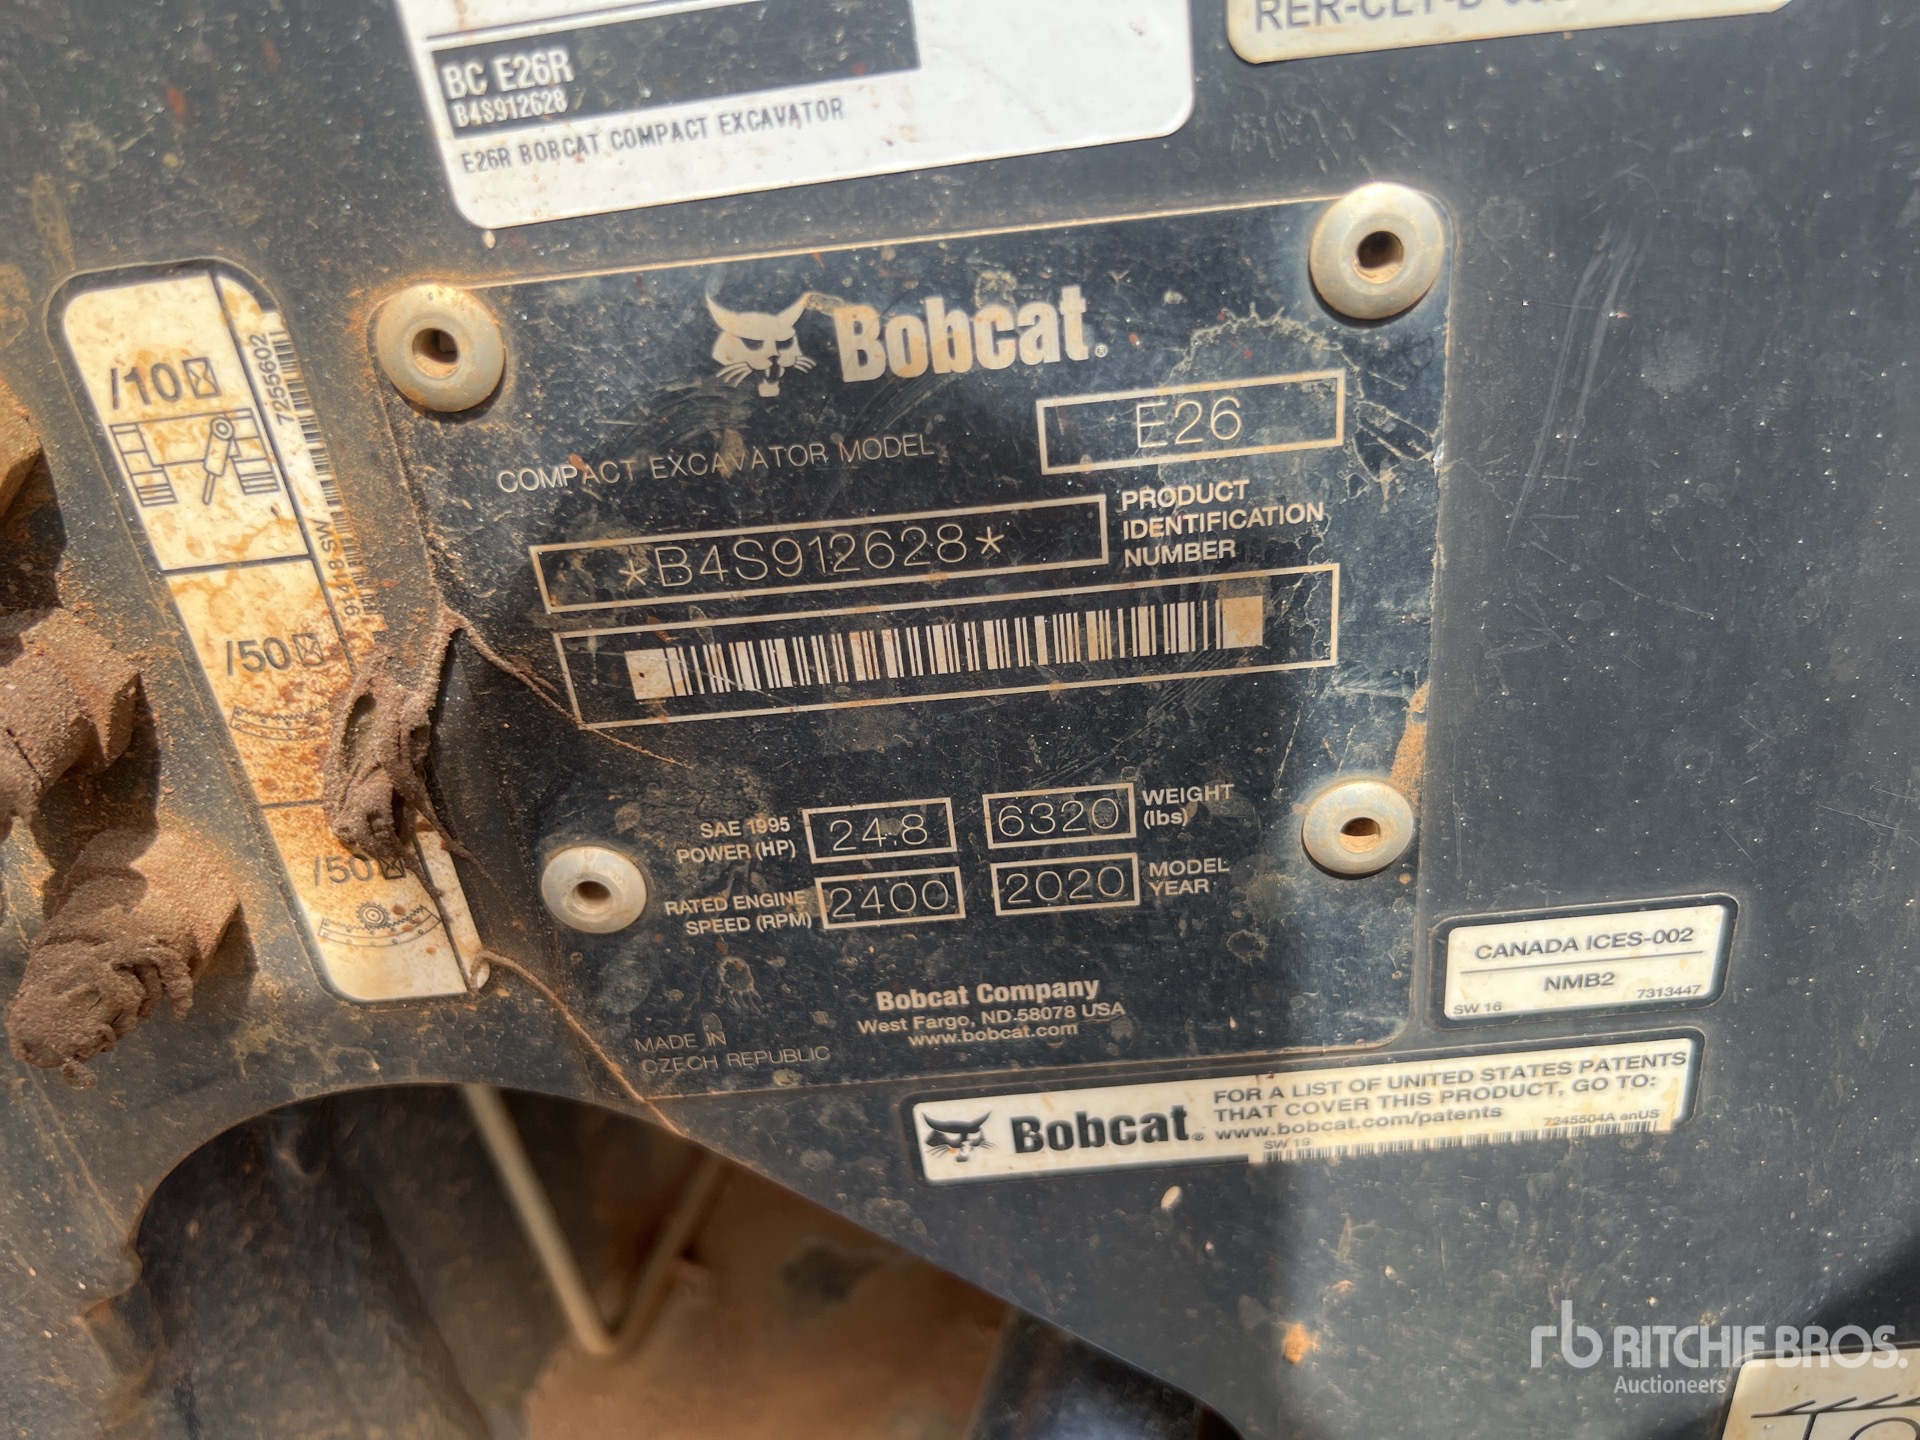 RER-CET-D
BC E26R
B4S912628
E26R BOBCAT COMPACT EXCAVATOR
Bobcat®
COMPACT EXCAVATOR MODEL
E26
*B4S912628*
PRODUCT
IDENTIFICATION
NUMBER
SAE 1995
POWER (HP)
24.8
6320
WEIGHT
(lbs)
RATED ENGINE
SPEED (RPM)
2400
2020
MODEL
YEAR
Bobcat Company
West Fargo, ND 58078 USA
www.bobcat.com
MADE IN
CZECH REPUBLIC
/10
/50
/50
7255602
SW
CANADA ICES-002
NMB2
SW 16
7313447
Bobcat®
FOR A LIST OF UNITED STATES PATENTS
THAT COVER THIS PRODUCT, GO TO:
www.bobcat.com/patents
7245504A enUS
SW 19
rb RITCHIE BROS.
Auctioneers